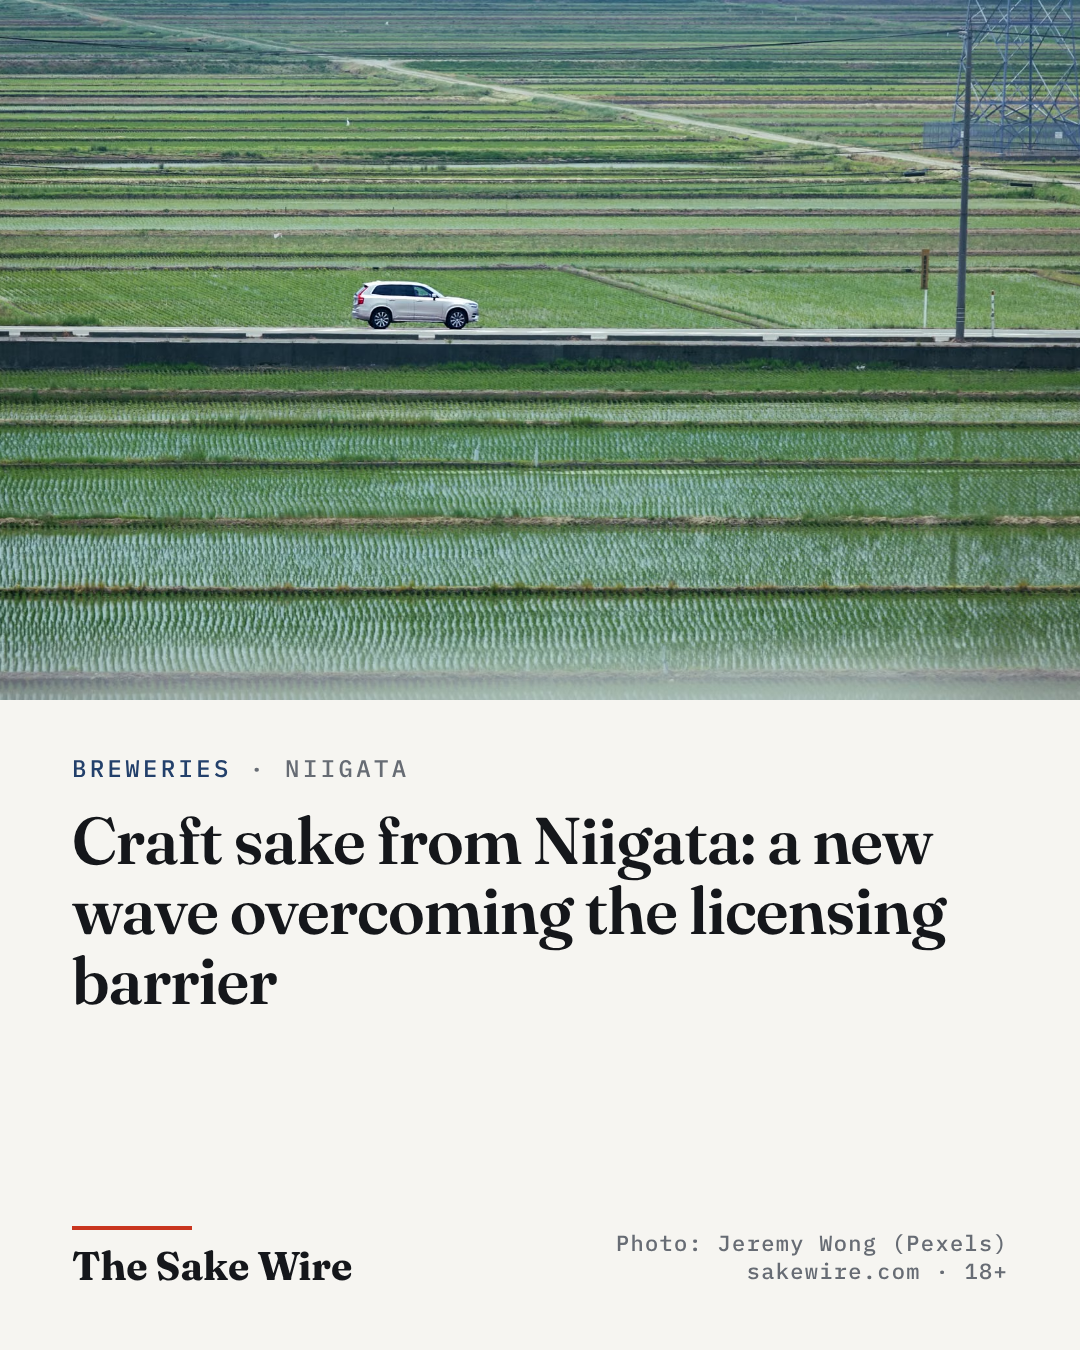 BREWERIES · NIIGATA
Craft sake from Niigata: a new
wave overcoming the licensing
barrier
The Sake Wire
Photo: Jeremy Wong (Pexels)
sakewire.com · 18+